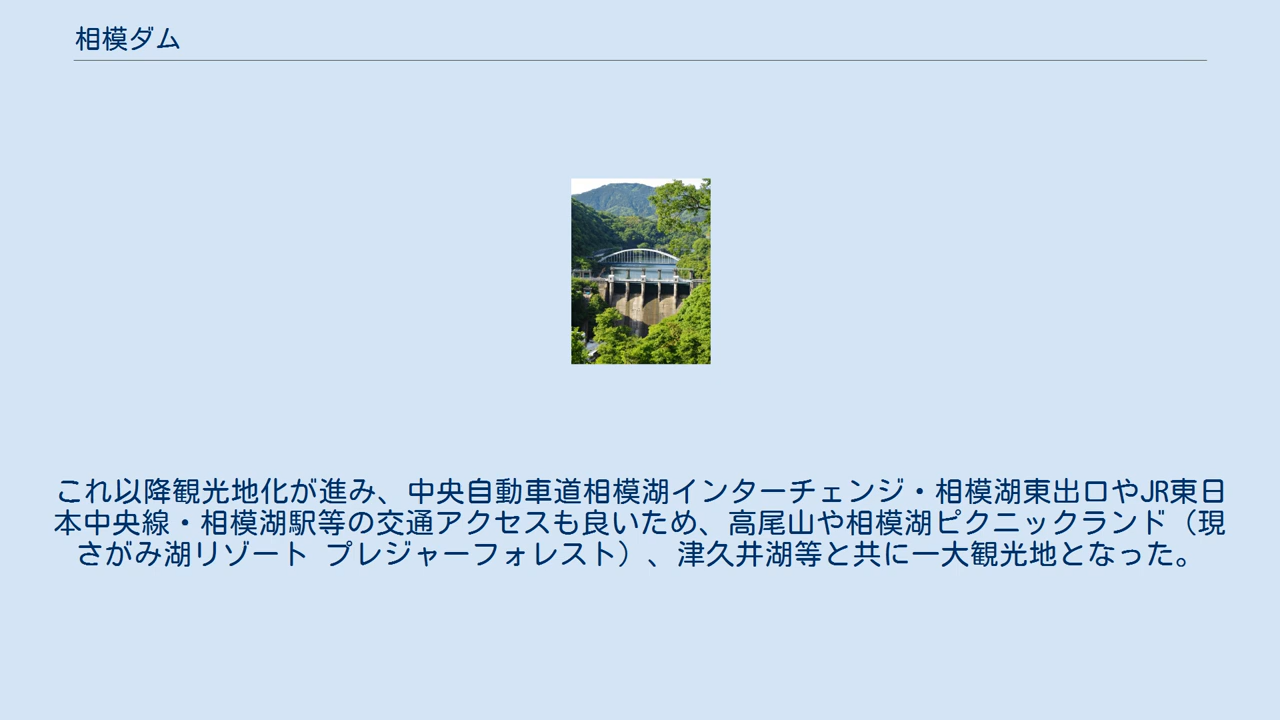 相模ダム
これ以降観光地化が進み、中央自動車道相模湖インターチェンジ・相模湖東出口やJR東日
本中央線・相模湖駅等の交通アクセスも良いため、高尾山や相模湖ピクニックランド（現
さがみ湖リゾート プレジャーフォレスト）、津久井湖等と共に一大観光地となった。